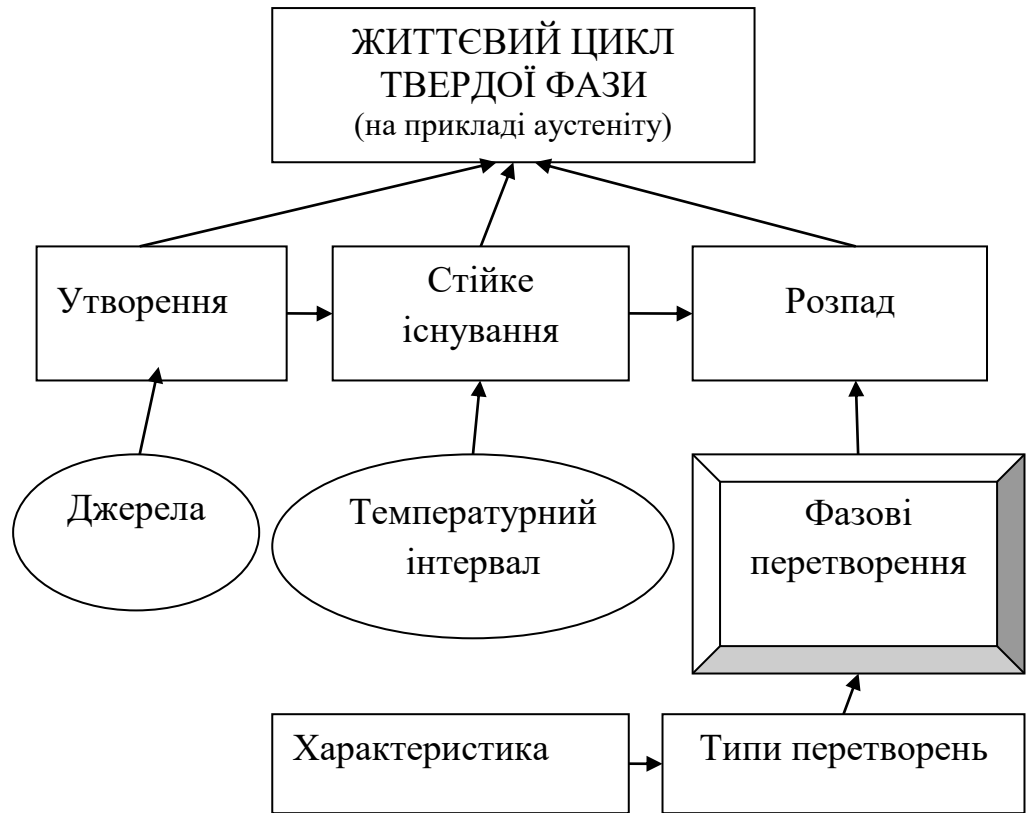 ЖИТТЄВИЙ ЦИКЛ
ТВЕРДОЇ ФАЗИ
(на прикладі аустеніту)
Утворення
Стійке
існування
Розпад
Джерела
Температурний
інтервал
Фазові
перетворення
Характеристика
Типи перетворень